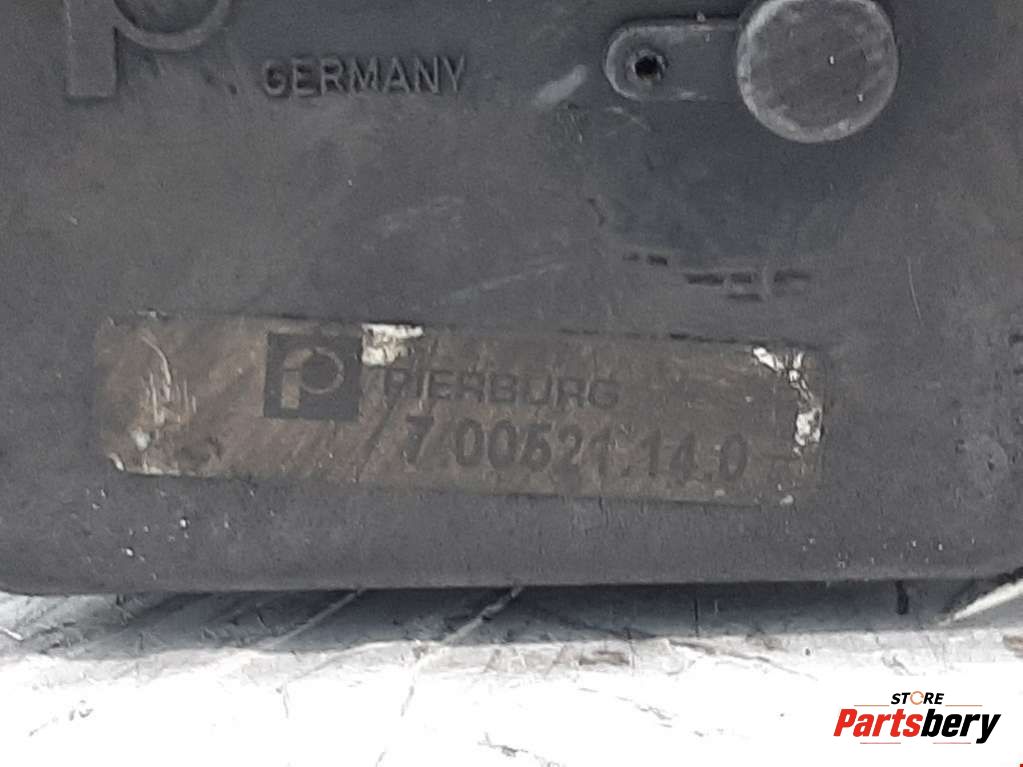 GERMANY
PIERBURG
7.00521.14.0
STORE
Partsbery